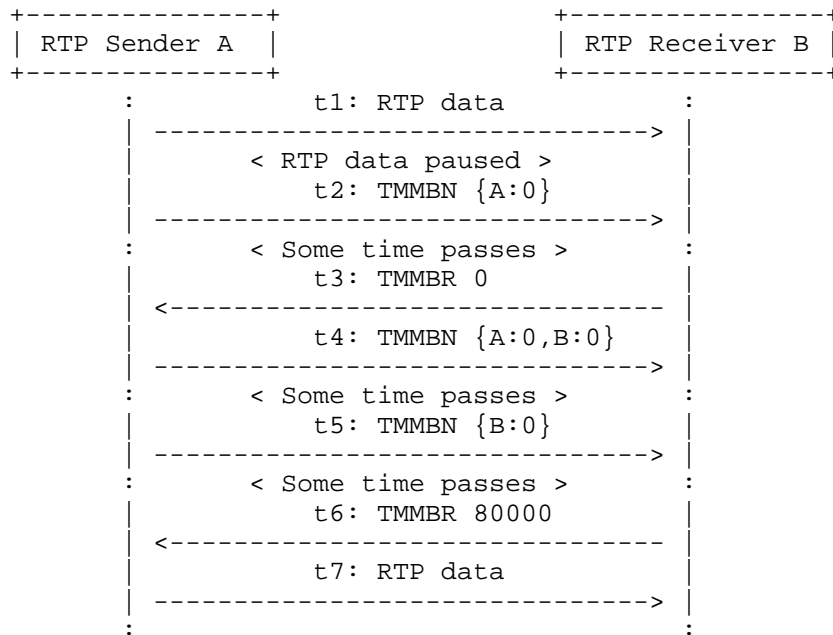 RTP Sender A RTP Receiver B
t1: RTP data
< RTP data paused >
t2: TMMBN {A:0}
< Some time passes >
t3: TMMBR 0
t4: TMMBN {A:0,B:0}
< Some time passes >
t5: TMMBN {B:0}
< Some time passes >
t6: TMMBR 80000
t7: RTP data